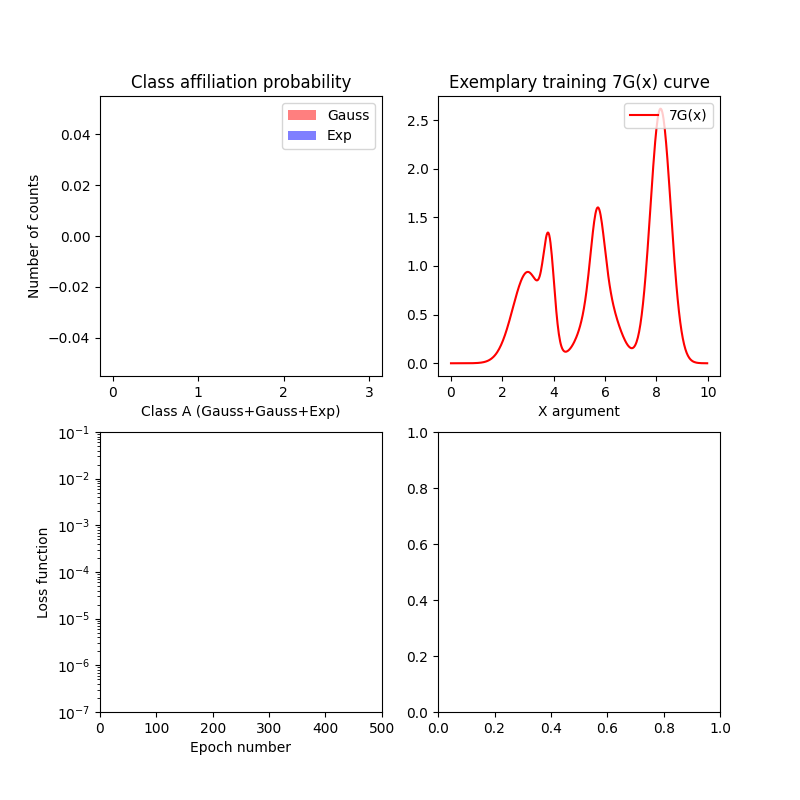 Class affiliation probability
Gauss
Exp
Number of counts
0.04
0.02
0.00
−0.02
−0.04
0 1 2 3
Class A (Gauss+Gauss+Exp)
Exemplary training 7G(x) curve
7G(x)
2.5
2.0
1.5
1.0
0.5
0.0
0 2 4 6 8 10
X argument
Loss function
10⁻¹
10⁻²
10⁻³
10⁻⁴
10⁻⁵
10⁻⁶
10⁻⁷
0 100 200 300 400 500
Epoch number
1.0
0.8
0.6
0.4
0.2
0.0
0.0 0.2 0.4 0.6 0.8 1.0